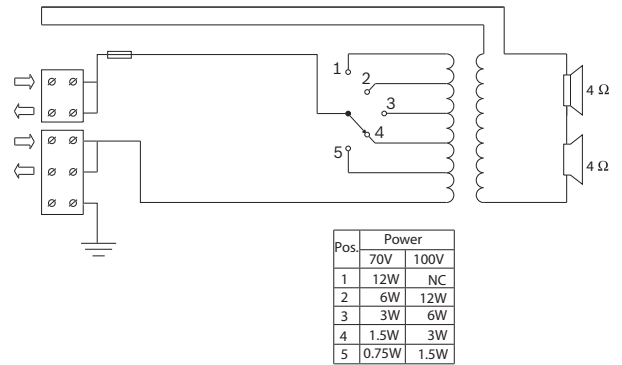 1
2
3
4
5
4 Ω
4 Ω
Pos. Power
70V 100V
1 12W NC
2 6W 12W
3 3W 6W
4 1.5W 3W
5 0.75W 1.5W